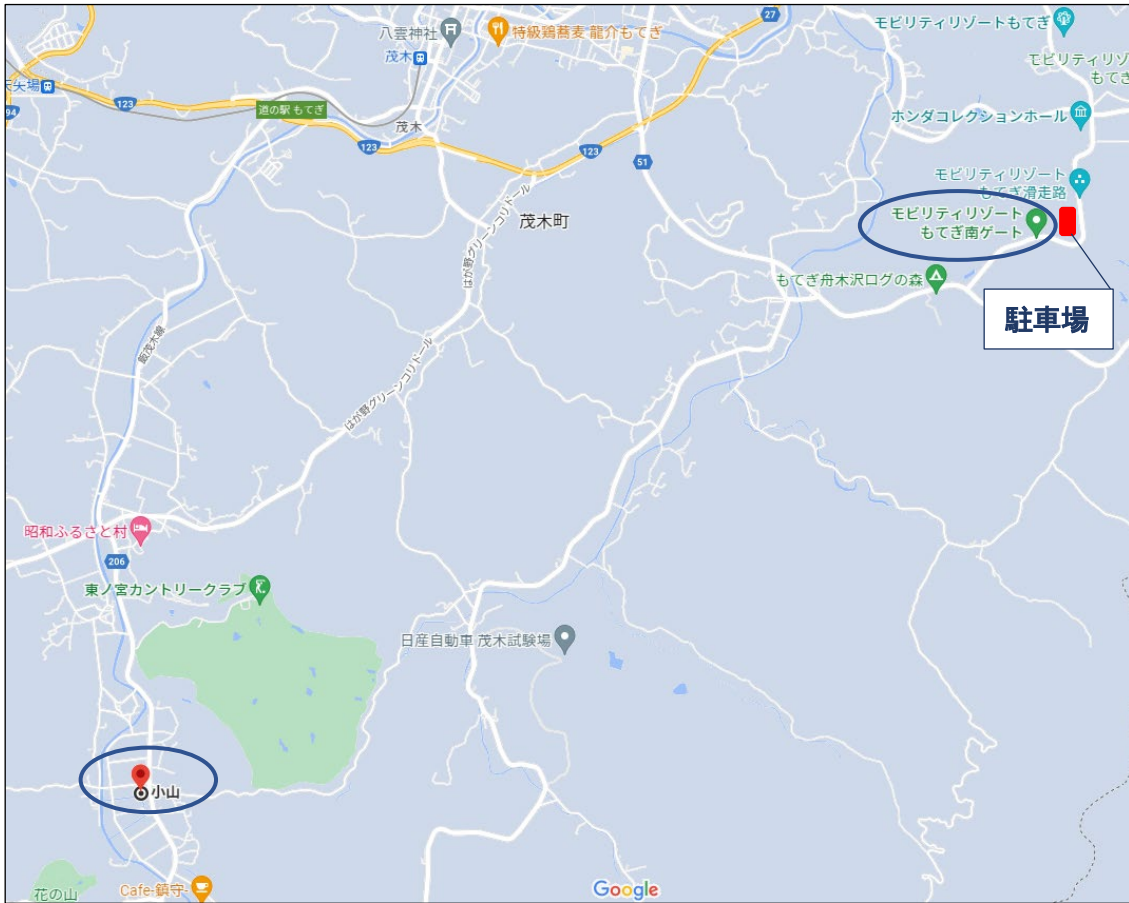 モビリティリゾートもてぎ
27
八雲神社
特級鶏蕎麦 龍介もてぎ
茂木
モビリティリゾ
もてぎ
天矢場
123
94
道の駅 もてぎ
ホンダコレクションホール
茂木
123
123
51
モビリティリゾート
もてぎ滑走路
モビリティリゾート
もてぎ南ゲート
茂木町
はが野グリーンコリドール
もてぎ舟木沢ログの森
駐車場
飯茂木線
はが野グリーンコリドール
昭和ふるさと村
206
東ノ宮カントリークラブ
日産自動車 茂木試験場
小山
Cafe-鎮守-
花の山
Google